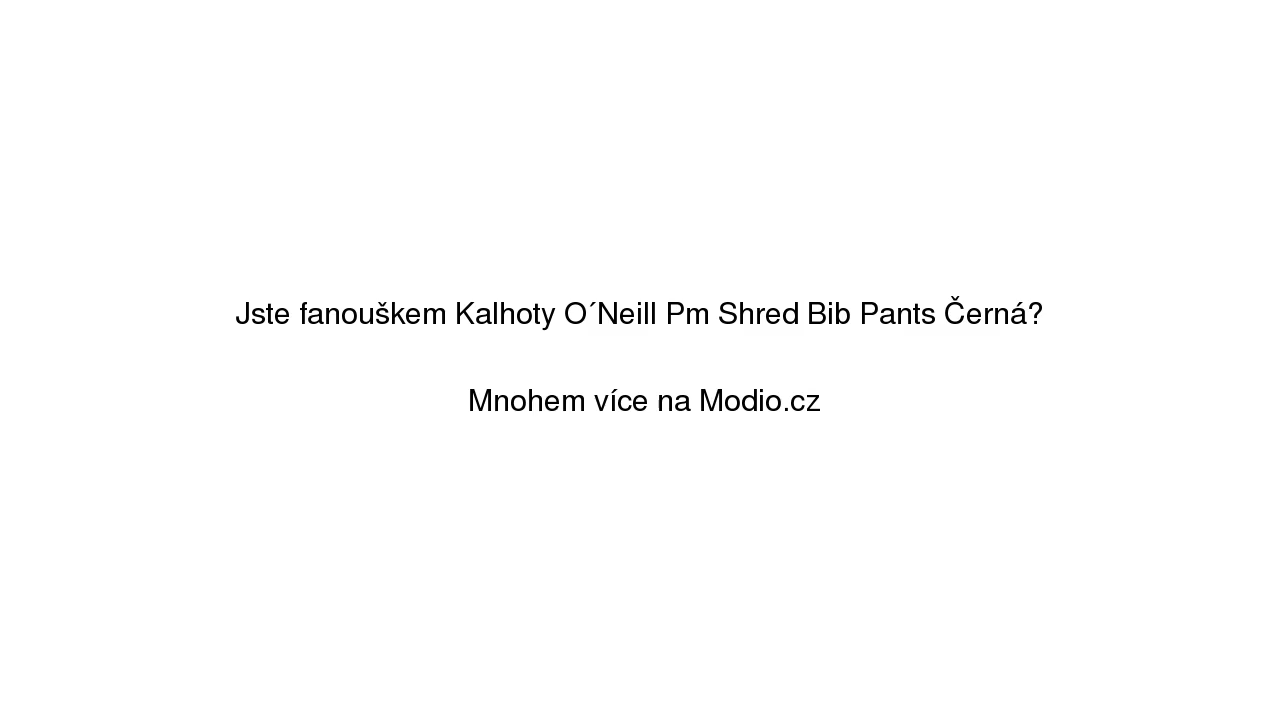 Jste fanouškem Kalhoty O´Neill Pm Shred Bib Pants Černá?
Mnohem více na Modio.cz